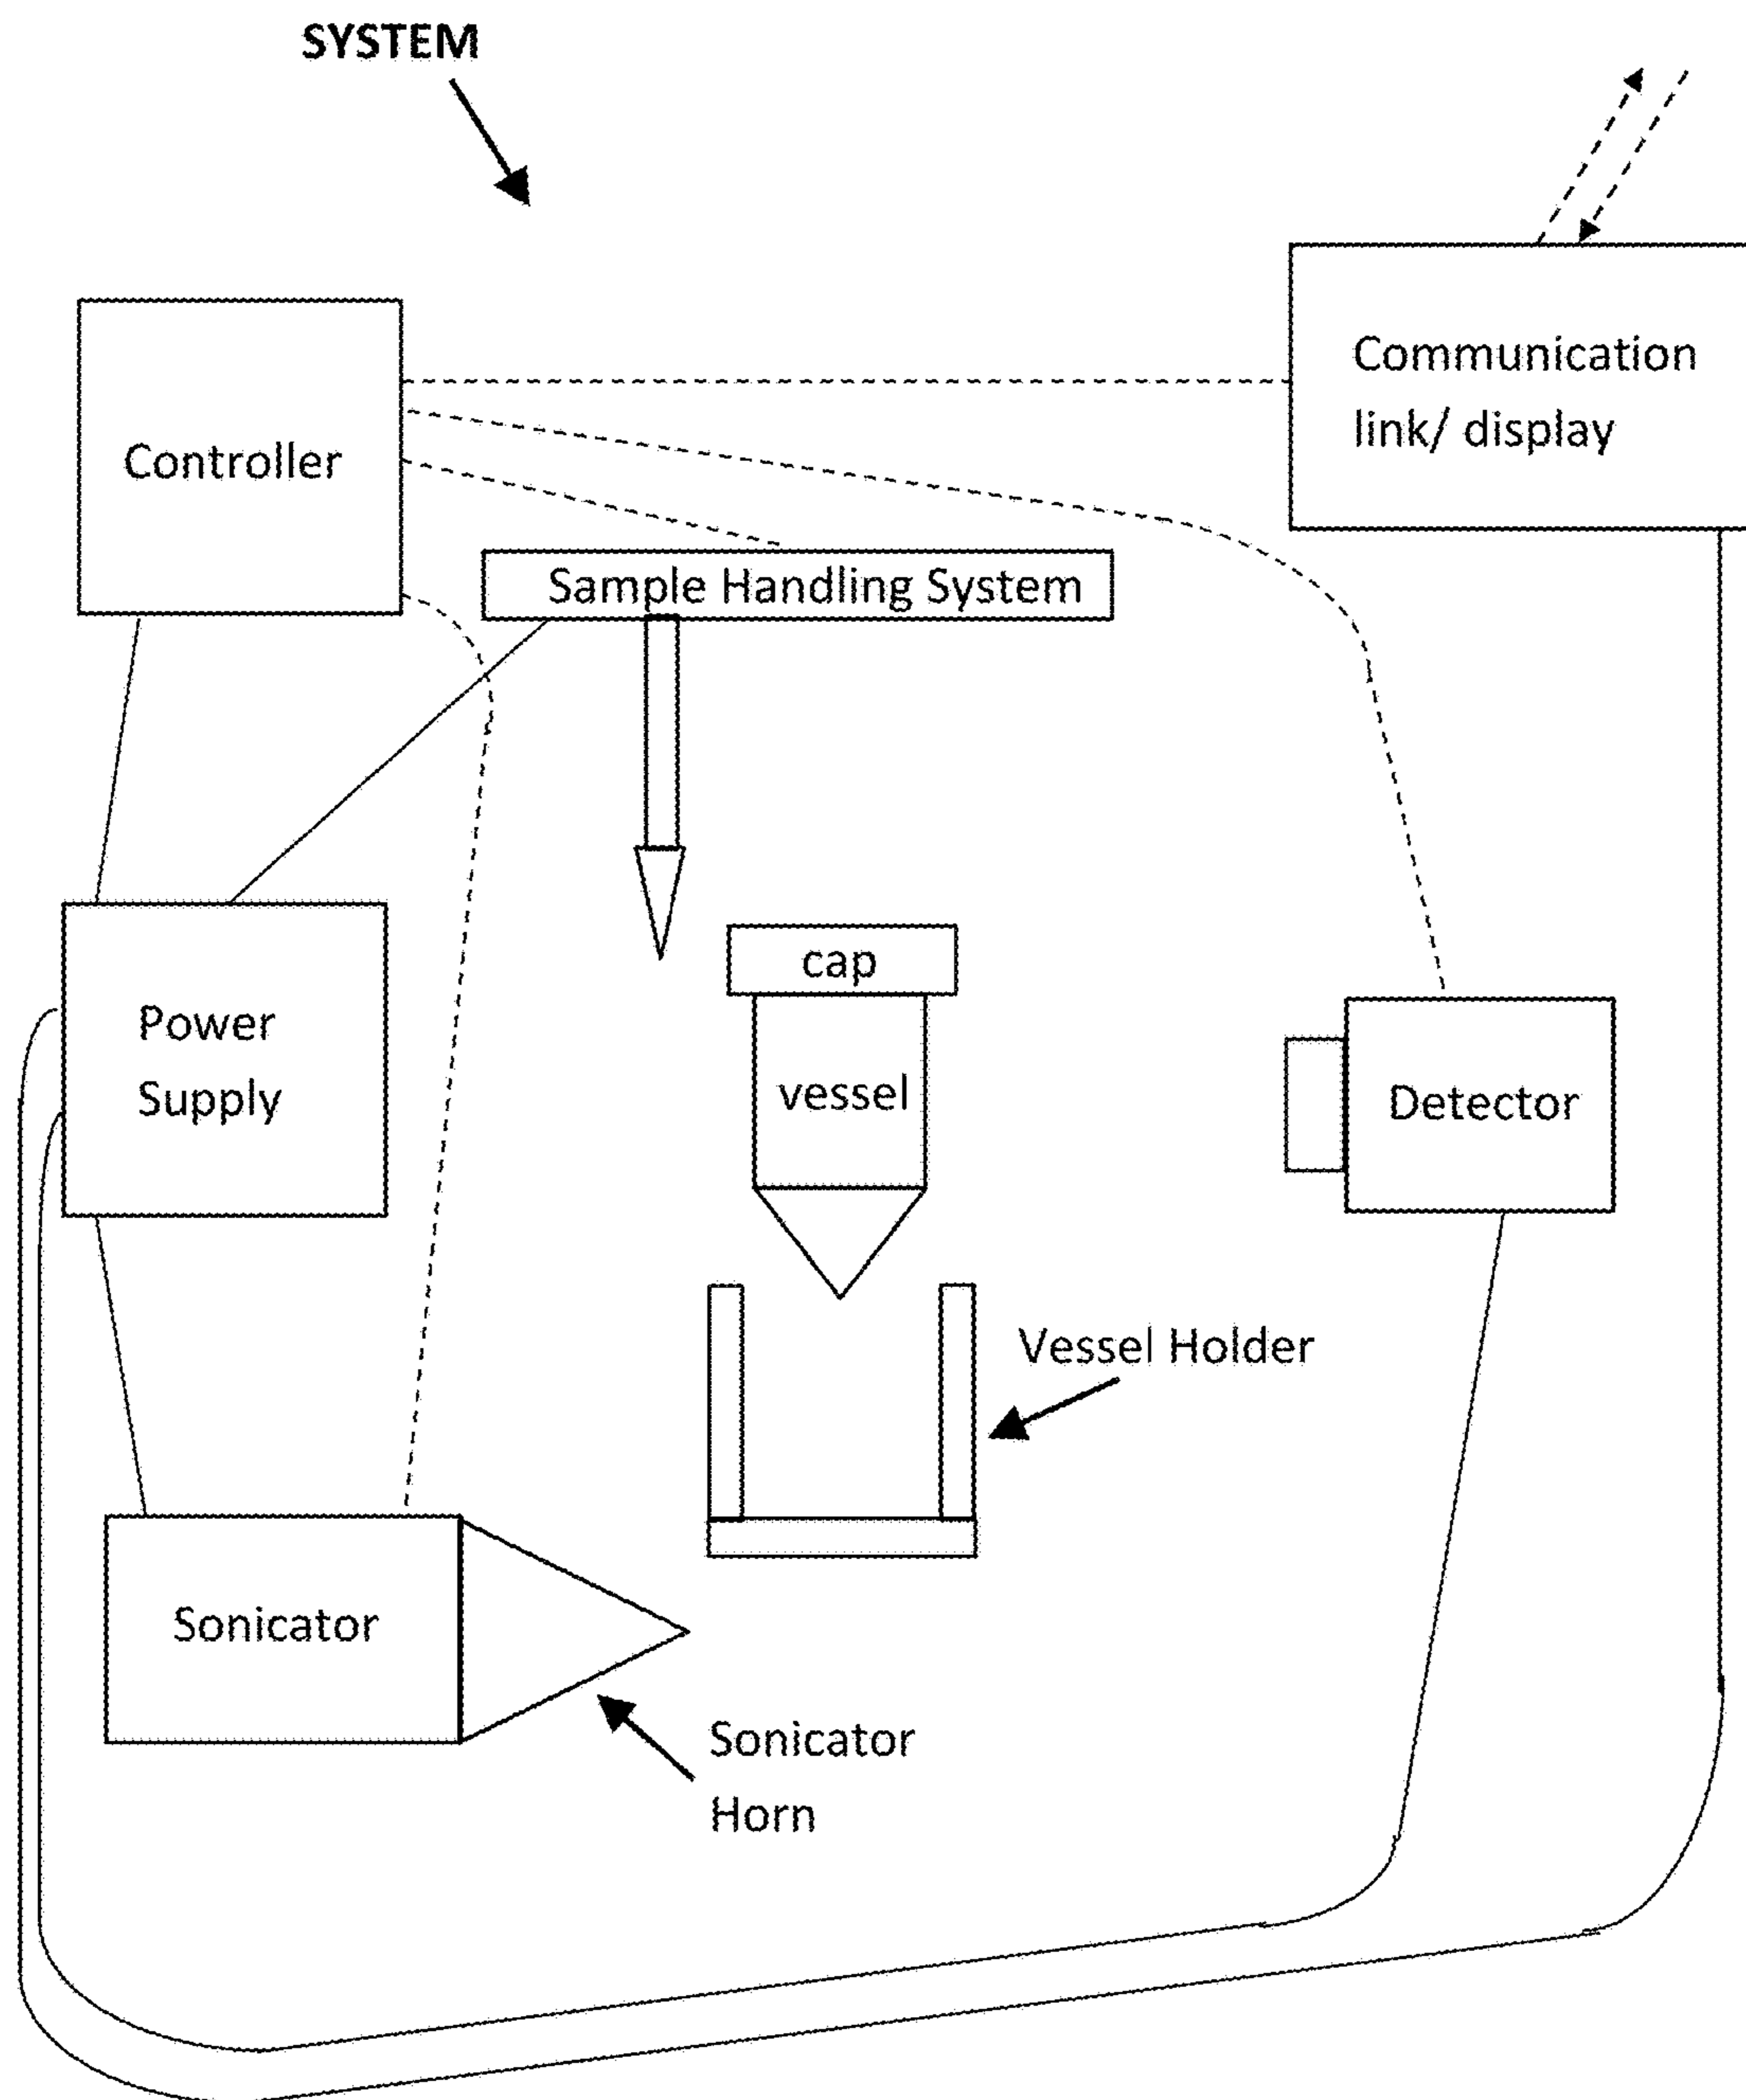 SYSTEM
Communication
link/ display
Controller
Sample Handling System
cap
Power
Supply
vessel
Detector
Vessel Holder
Sonicator
Sonicator
Horn